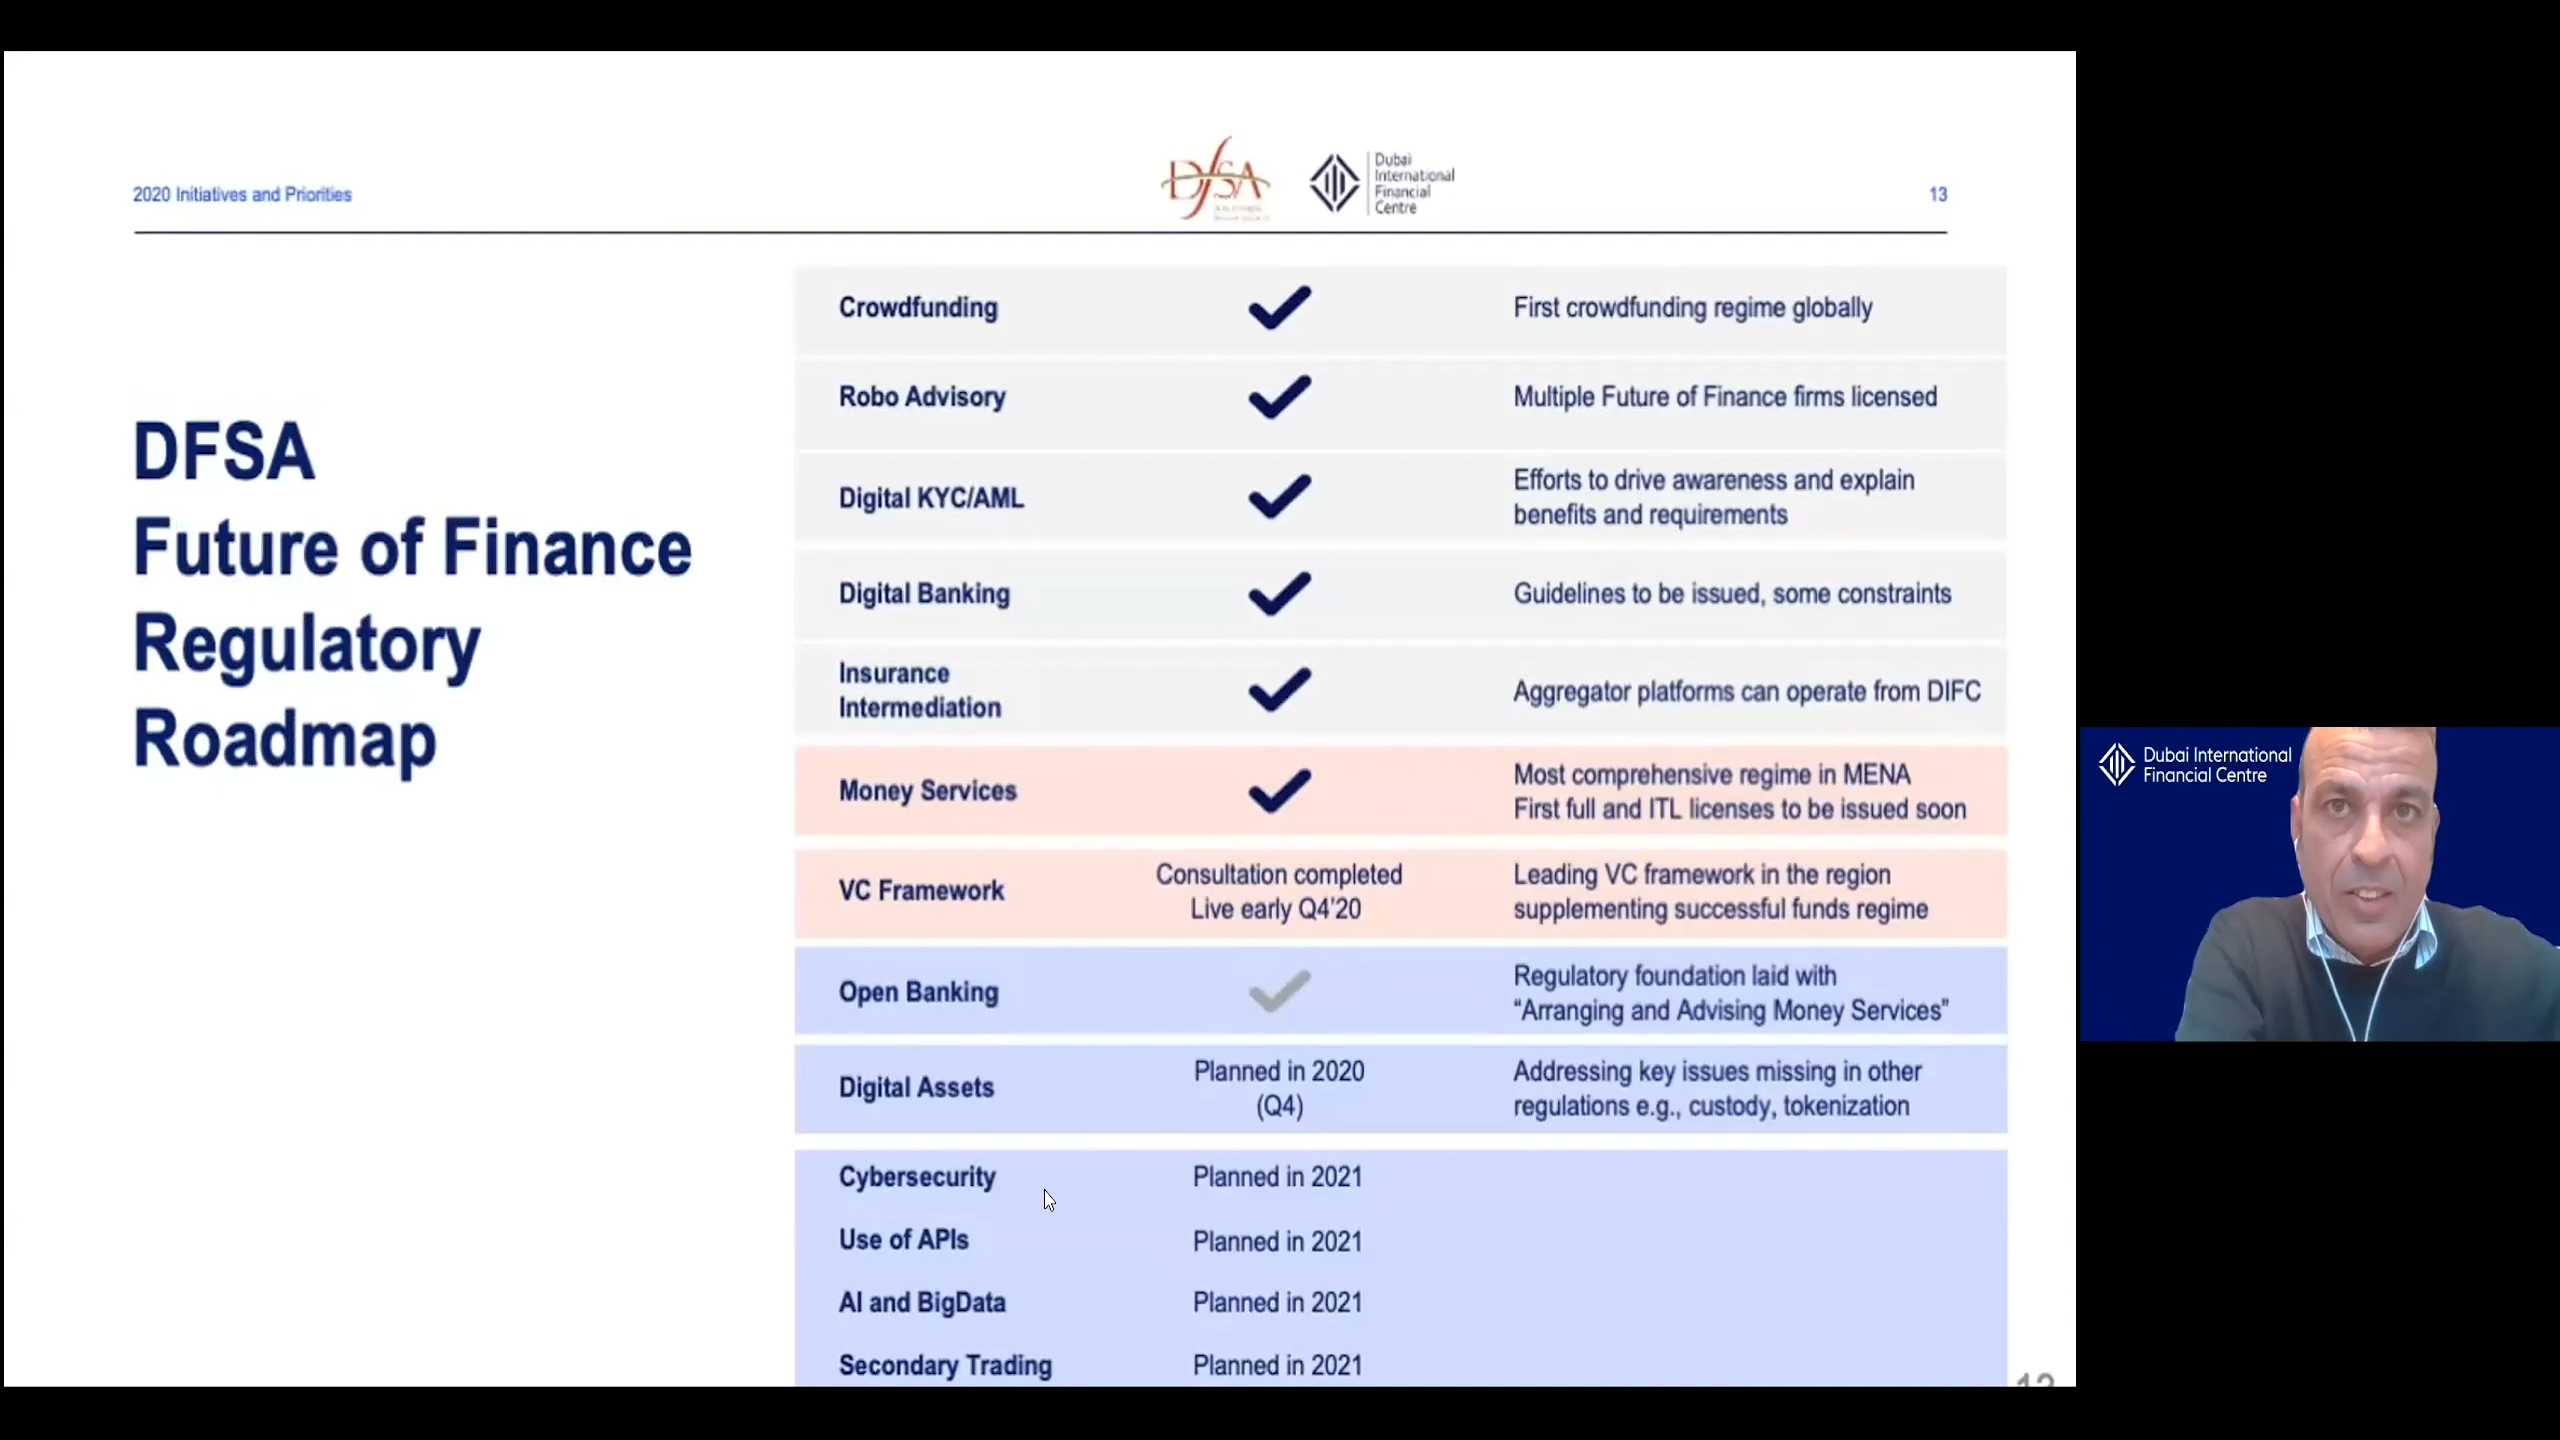 2020 Initiatives and Priorities
DFSA
Dubai
International
Financial
Centre
13
DFSA
Future of Finance
Regulatory
Roadmap
Crowdfunding
First crowdfunding regime globally
Robo Advisory
Multiple Future of Finance firms licensed
Digital KYC/AML
Efforts to drive awareness and explain
benefits and requirements
Digital Banking
Guidelines to be issued, some constraints
Insurance
Intermediation
Aggregator platforms can operate from DIFC
Money Services
Most comprehensive regime in MENA
First full and ITL licenses to be issued soon
VC Framework
Consultation completed
Live early Q4’20
Leading VC framework in the region
supplementing successful funds regime
Open Banking
Regulatory foundation laid with
“Arranging and Advising Money Services”
Digital Assets
Planned in 2020
(Q4)
Addressing key issues missing in other
regulations e.g., custody, tokenization
Cybersecurity
Planned in 2021
Use of APIs
Planned in 2021
AI and BigData
Planned in 2021
Secondary Trading
Planned in 2021
Dubai International
Financial Centre